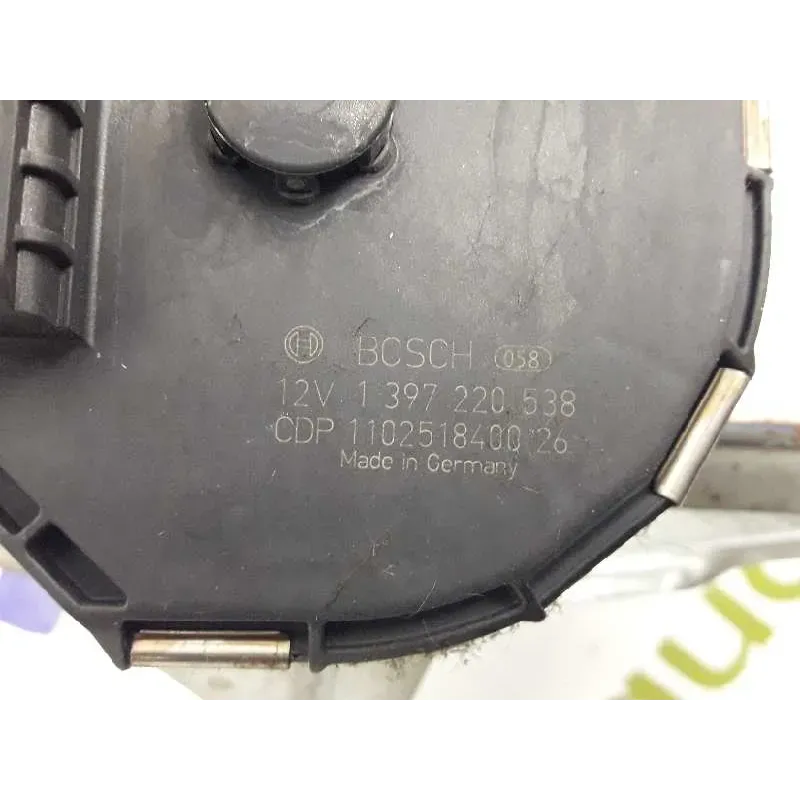 BOSCH 058
12V 1 397 220 538
CDP 1102518400 26
Made in Germany